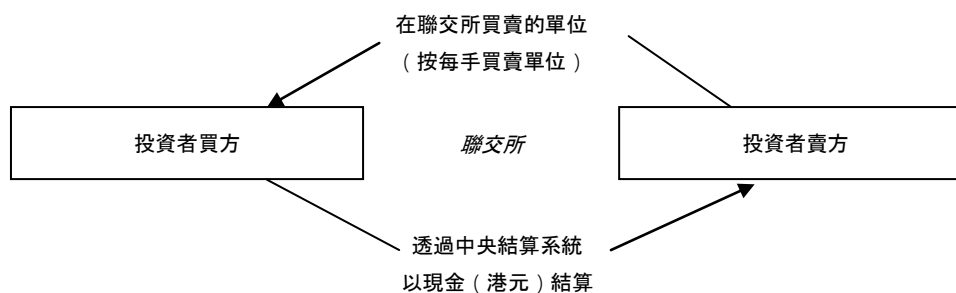 在聯交所買賣的單位
（按每手買賣單位）
投資者買方
聯交所
投資者賣方
透過中央結算系統
以現金（港元）結算